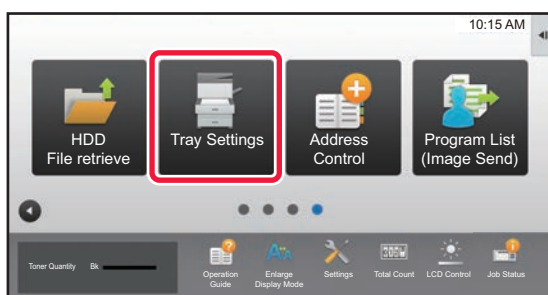 10:15 AM
HDD
File retrieve
Tray Settings
Address
Control
Program List
(Image Send)
Toner Quantity Bk
Operation
Guide
Enlarge
Display Mode
Settings
Total Count
LCD Control
Job Status